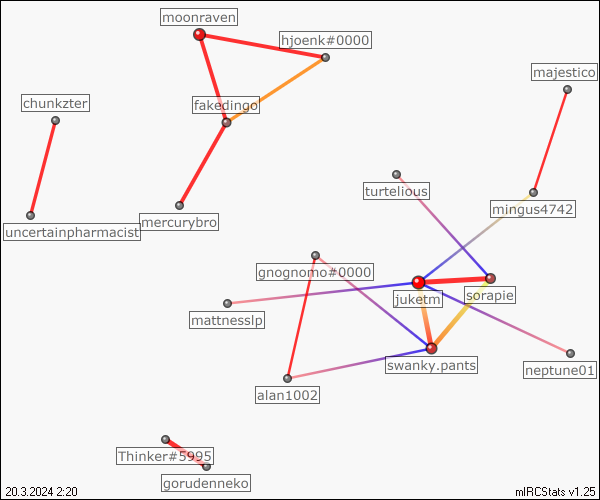 moonraven
hjoenk#0000
majestico
chunkzter
fakedingo
turtelious
mingus4742
mercurybro
uncertainpharmacist
gnognomo#0000
sorapie
juketm
mattnesslp
swanky.pants
neptune01
alan1002
Thinker#5995
gorudenneko
20.3.2024 2:20
mIRCStats v1.25